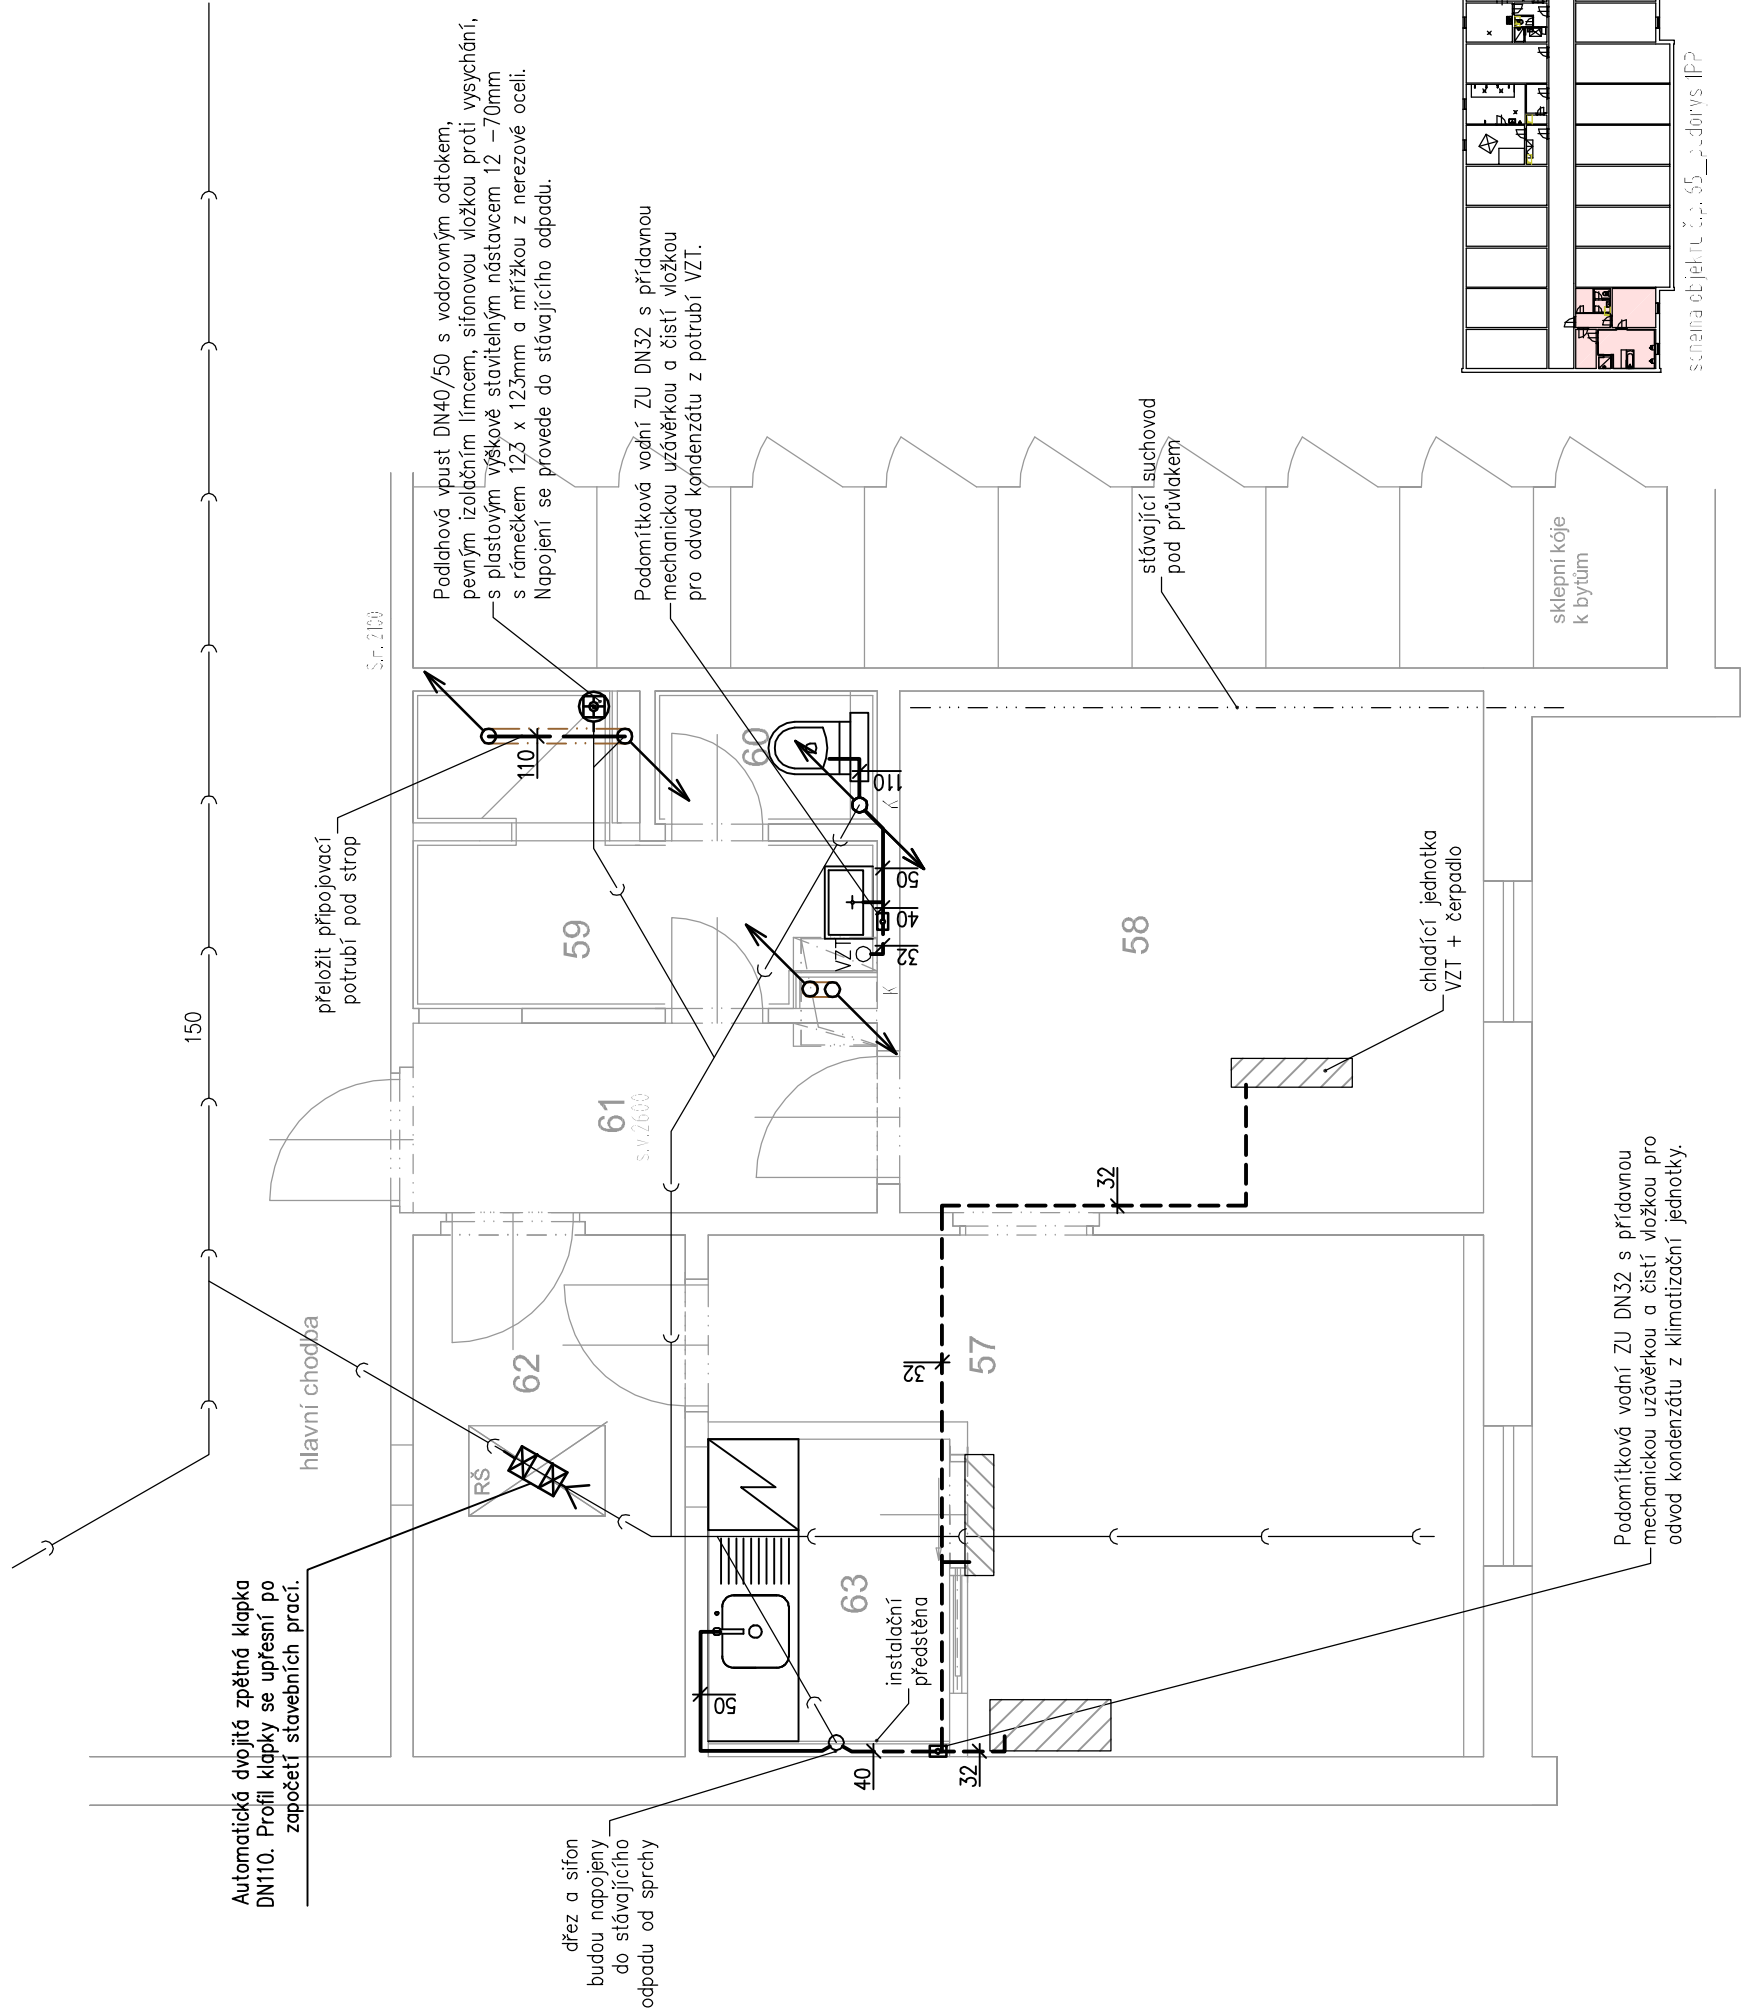 150
hlavní chodba
Automatická dvojitá zpětná klapka
DN110. Profil klapky se upřesní po
započetí stavebních prací.
přeložit připojovací
potrubí pod strop
s.n. 2100
Podlahová vpust DN40/50 s vodorovným odtokem,
pevným izolačním límcem, sifonovou vložkou proti vysychání,
s plastovým výškově stavitelným nástavcem 12 –70mm
s rámečkem 123 x 123mm a mřížkou z nerezové oceli.
Napojení se provede do stávajícího odpadu.
Podomítková vodní ZU DN32 s přídavnou
mechanickou uzávěrkou a čistí vložkou
pro odvod kondenzátu z potrubí VZT.
110
RŠ
62
61
s.v.2600
59
60
dřez a sifon
budou napojeny
do stávajícího
odpadu od sprchy
50
40
32
63
instalační
předstěna
VZT
K
K
32
40
50
110
57
32
32
58
stávající suchovod
pod průvlakem
chladící jednotka
VZT + čerpadlo
sklepní kóje
k bytům
Podomítková vodní ZU DN32 s přídavnou
mechanickou uzávěrkou a čistí vložkou pro
odvod kondenzátu z klimatizační jednotky.
schema objektu č.p. 65_půdorys 1PP